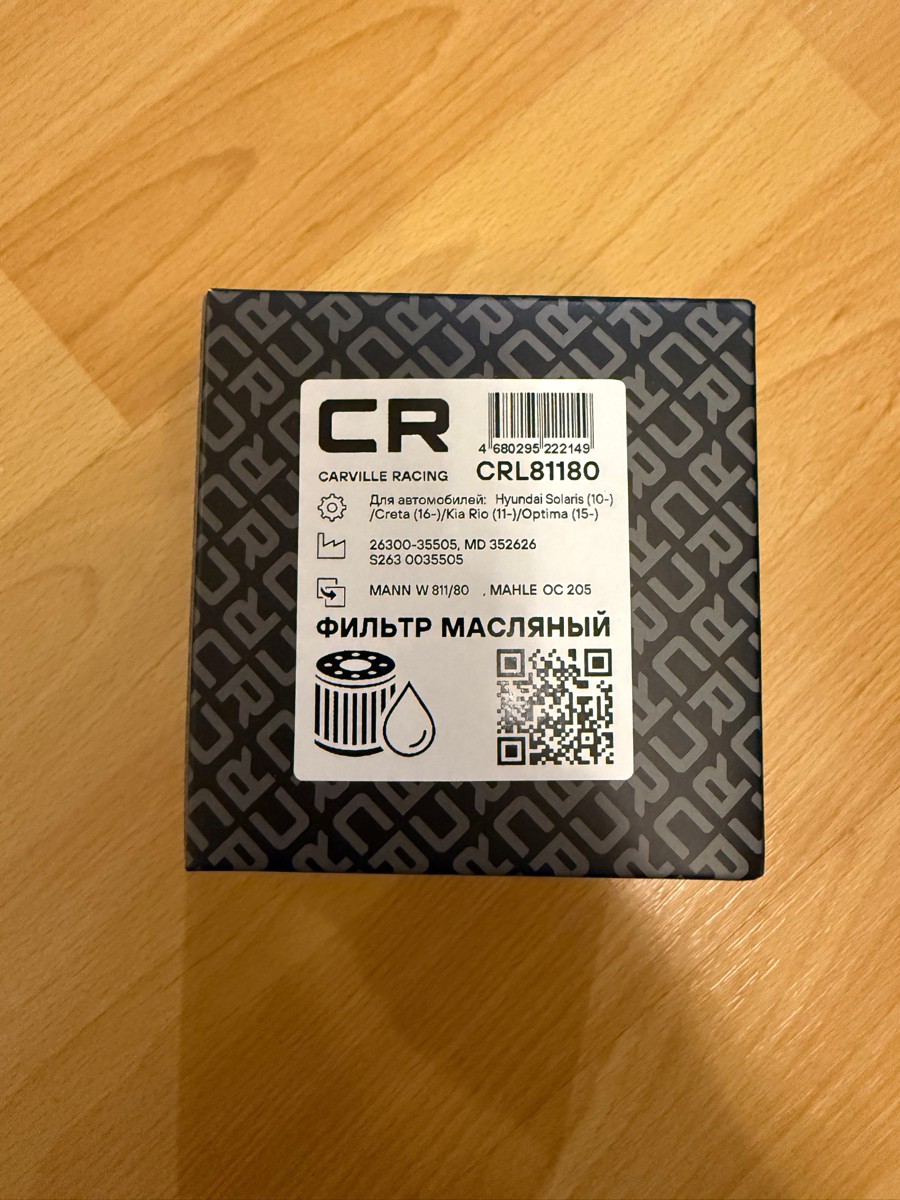 CR
4 680295 222149
CARVILLE RACING
CRL81180
Для автомобилей: Hyundai Solaris (10-)
/Creta (16-)/Kia Rio (11-)/Optima (15-)
26300-35505, MD 352626
S263 0035505
MANN W 811/80 , MAHLE OC 205
ФИЛЬТР МАСЛЯНЫЙ